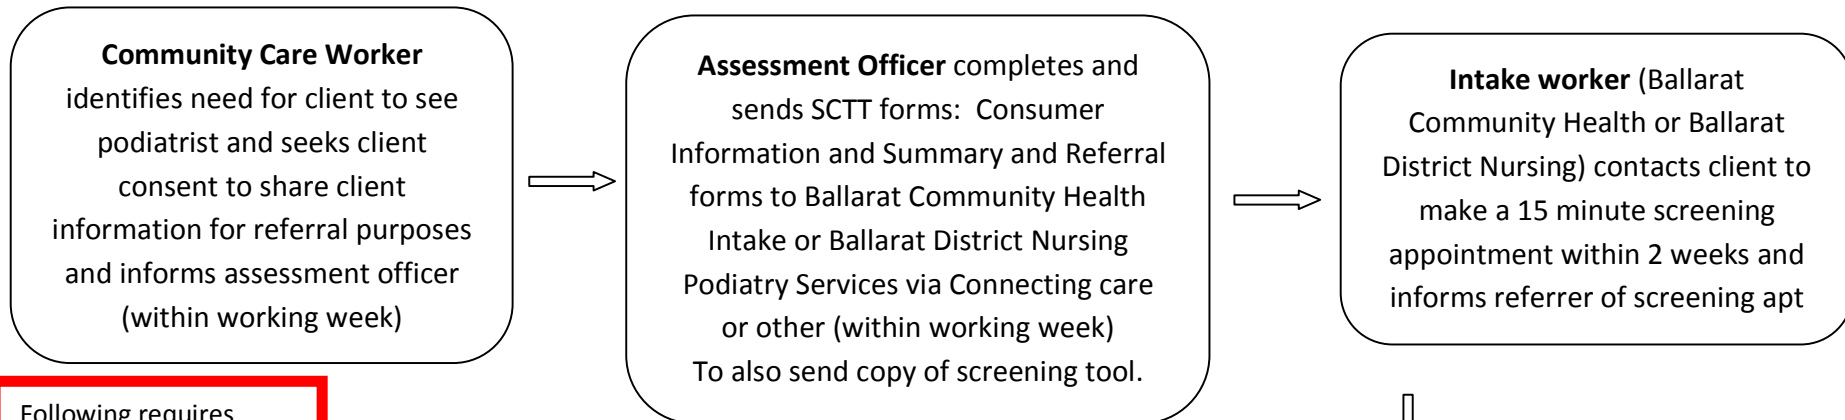 Community Care Worker
identifies need for client to see
podiatrist and seeks client
consent to share client
information for referral purposes
and informs assessment officer
(within working week)
Assessment Officer completes and
sends SCTT forms:  Consumer
Information and Summary and Referral
forms to Ballarat Community Health
Intake or Ballarat District Nursing
Podiatry Services via Connecting care
or other (within working week)
To also send copy of screening tool.
Intake worker (Ballarat
Community Health or Ballarat
District Nursing) contacts client to
make a 15 minute screening
appointment within 2 weeks and
informs referrer of screening apt
Following requires